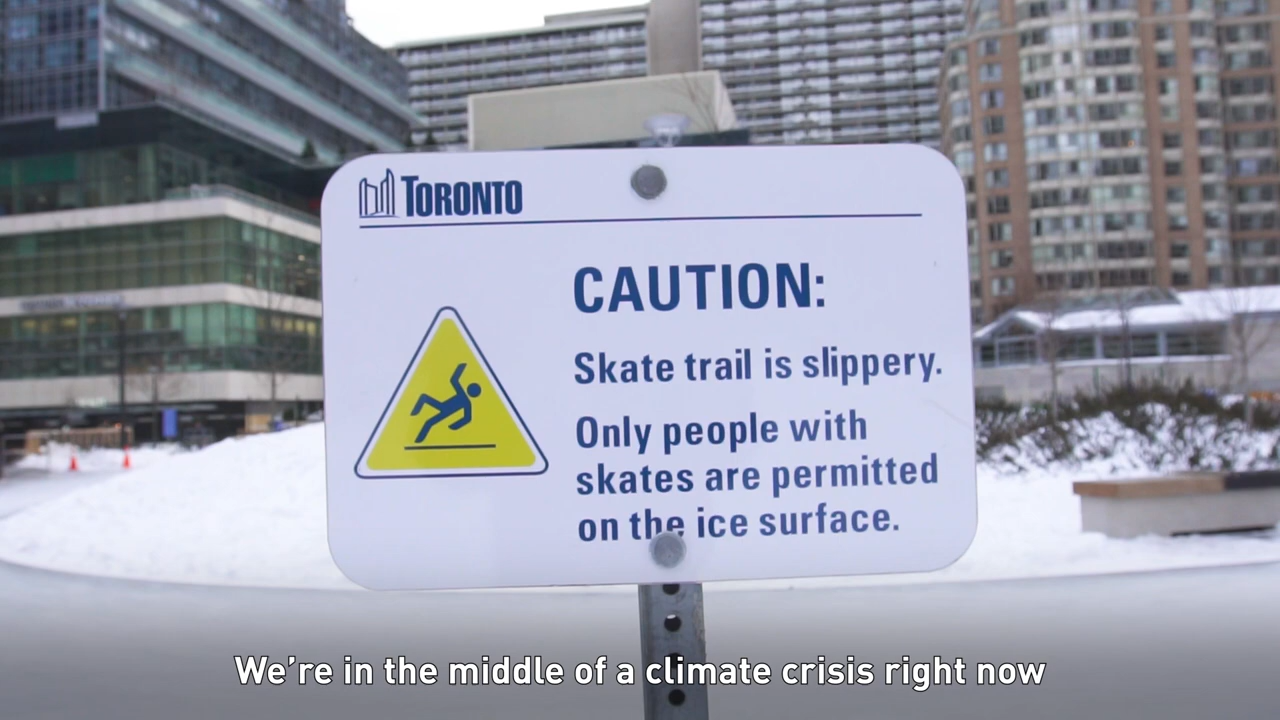 TORONTO
CAUTION:
Skate trail is slippery.
Only people with
skates are permitted
on the ice surface.
We're in the middle of a climate crisis right now